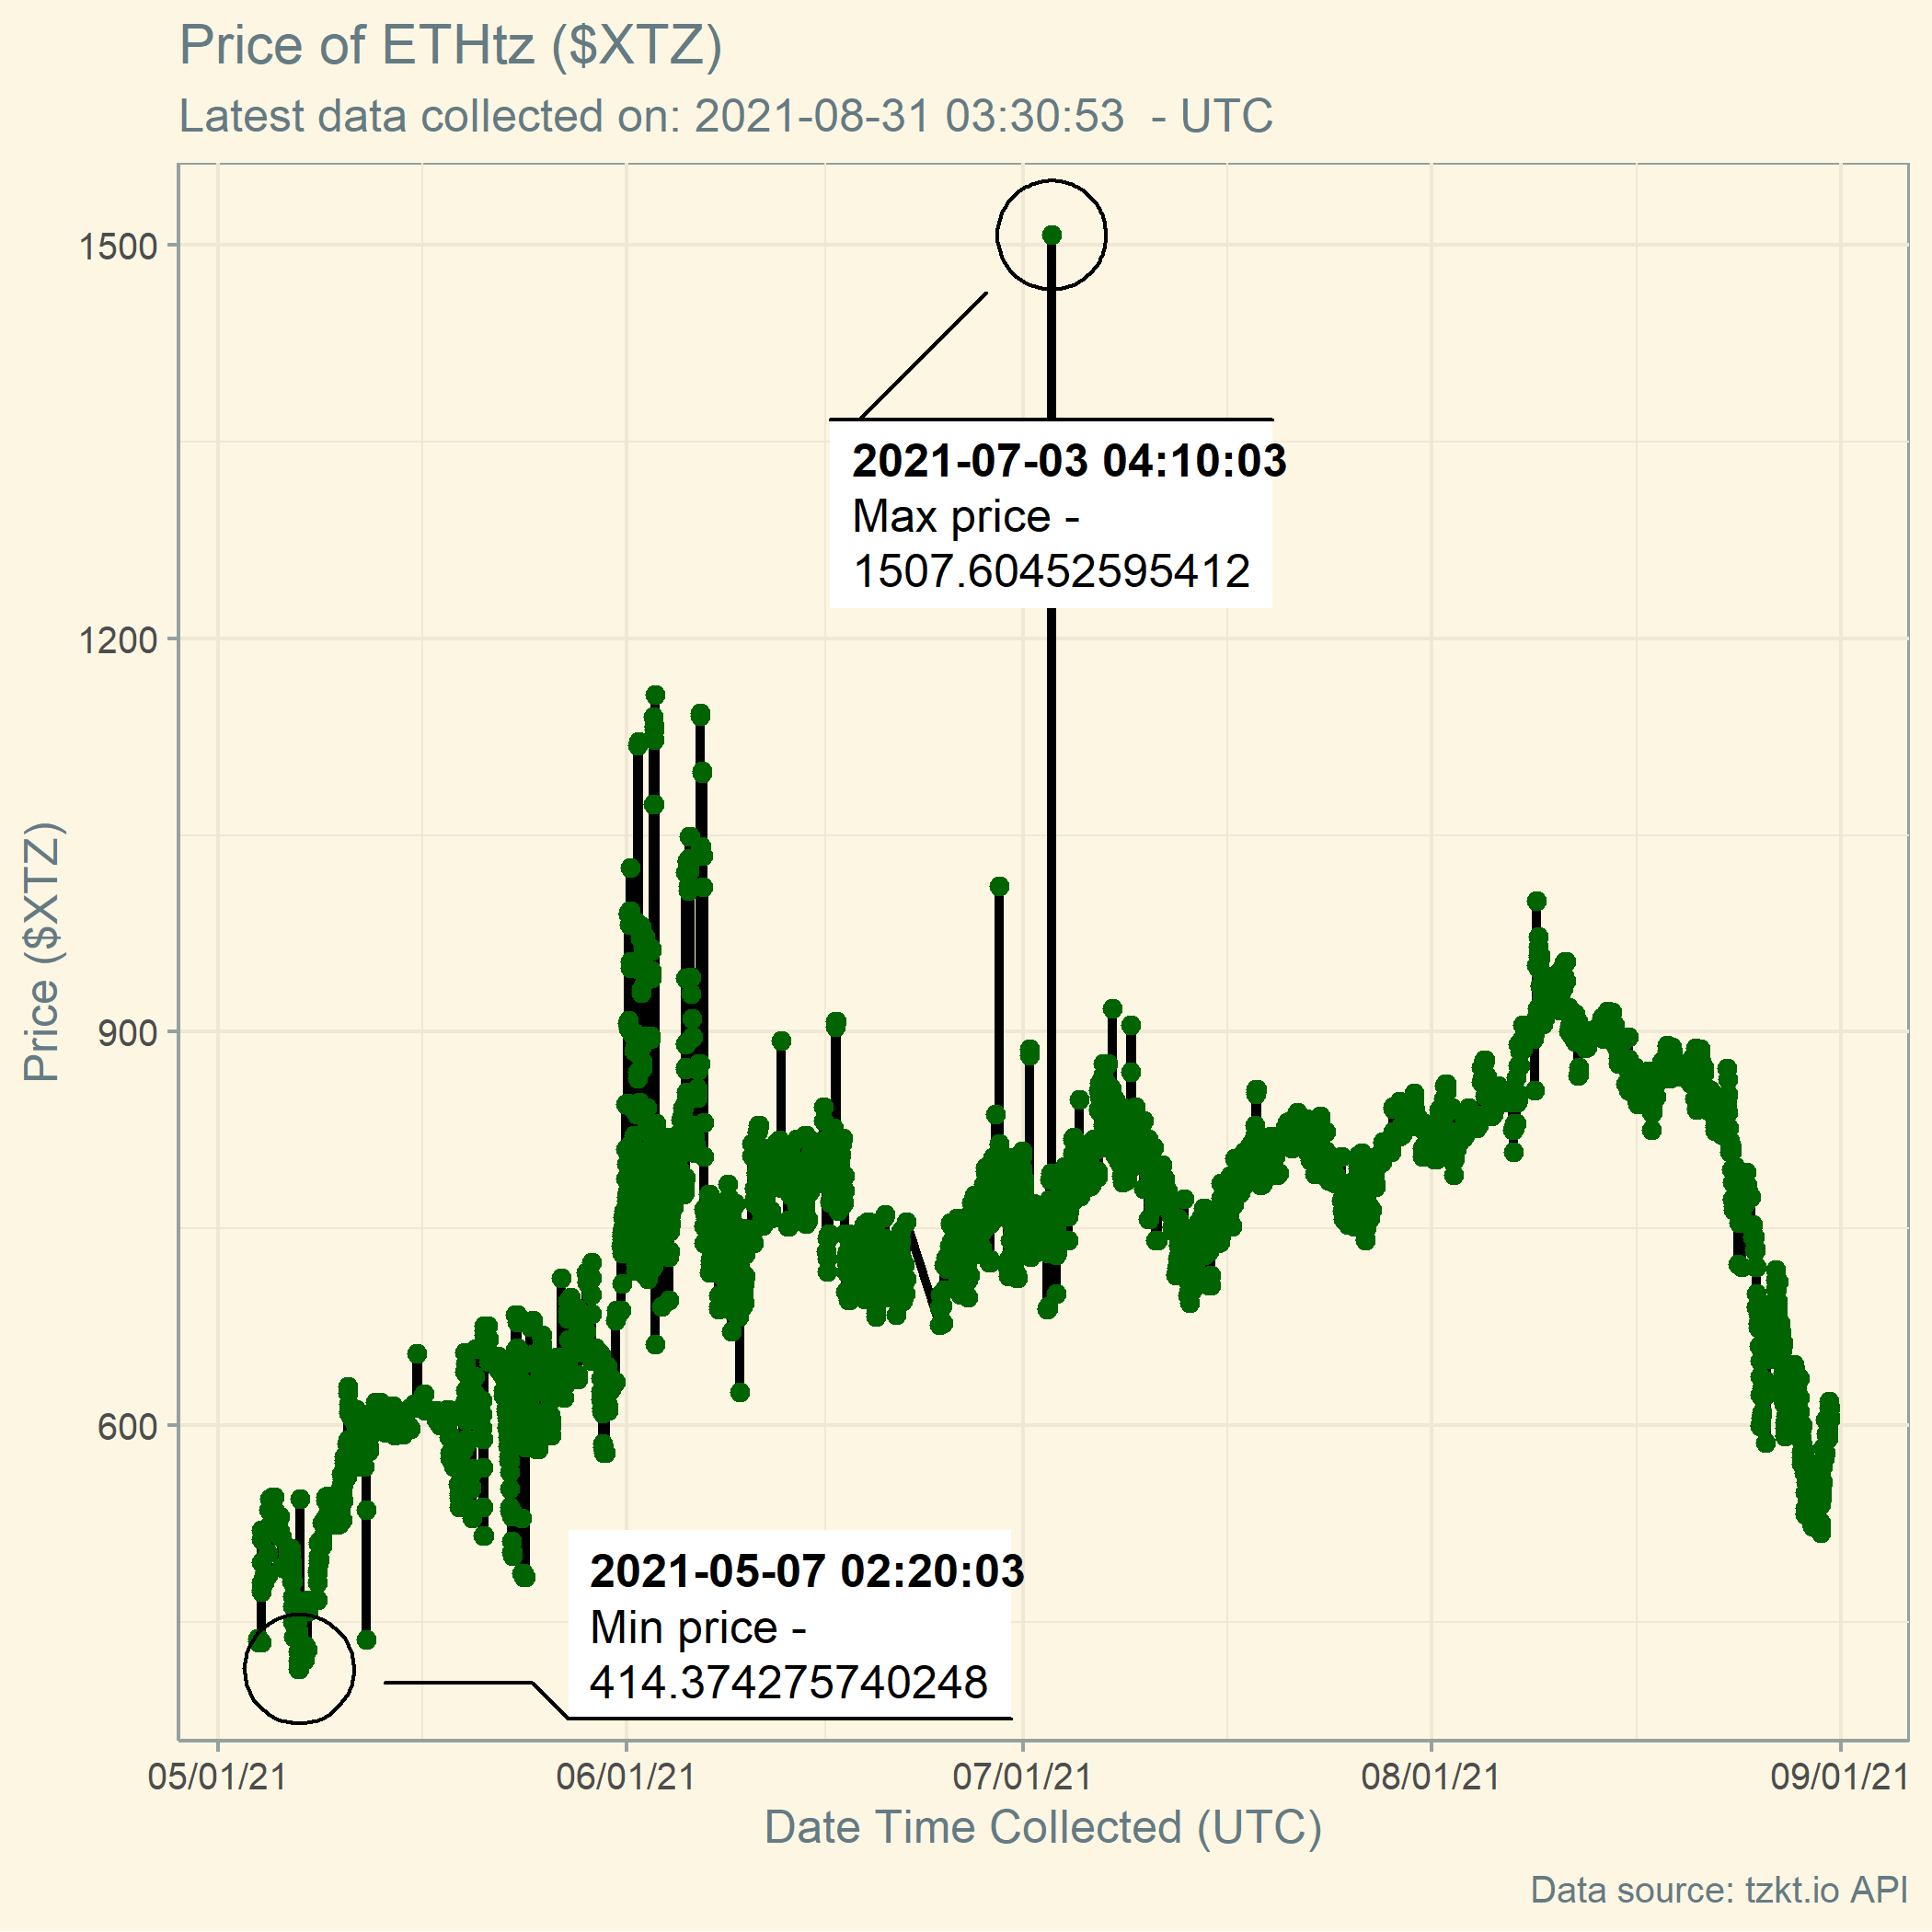 Price of ETHtz ($XTZ)
Latest data collected on: 2021-08-31 03:30:53  - UTC
1500
1200
900
600
Price ($XTZ)
2021-07-03 04:10:03
Max price -
1507.60452595412
2021-05-07 02:20:03
Min price -
414.374275740248
05/01/21
06/01/21
07/01/21
08/01/21
09/01/21
Date Time Collected (UTC)
Data source: tzkt.io API